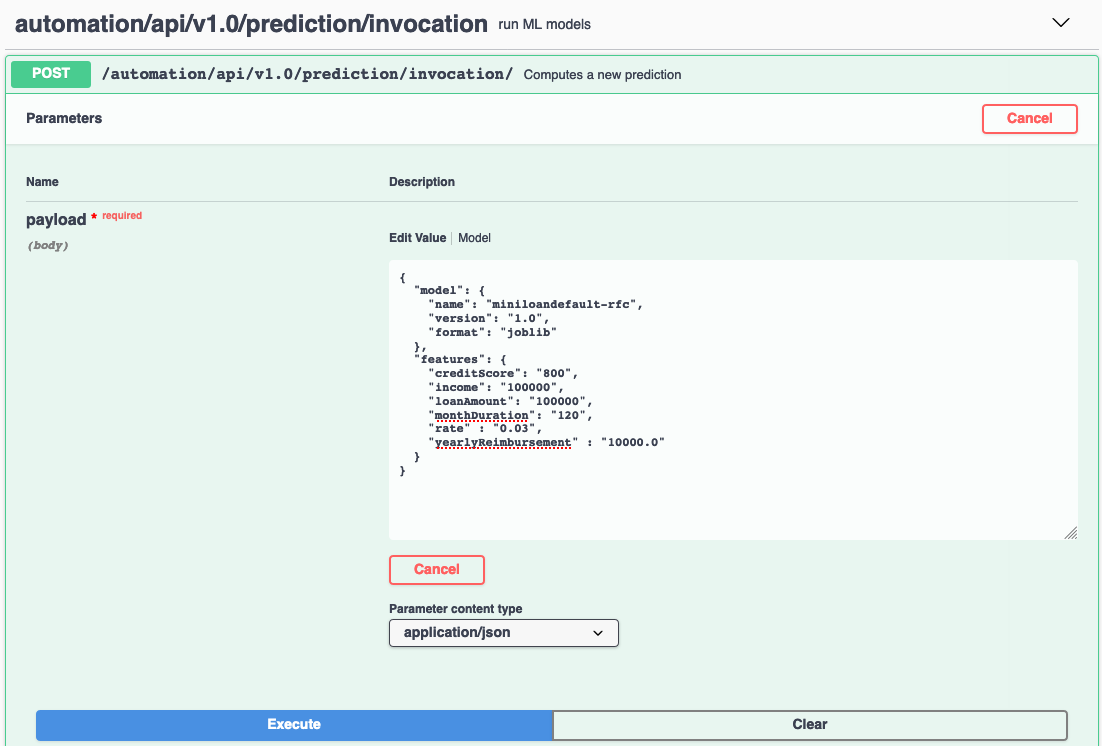 automation/api/v1.0/prediction/invocation run ML models
POST /automation/api/v1.0/prediction/invocation/ Computes a new prediction
Parameters
Cancel
Name
Description
payload * required
(body)
Edit Value | Model
{
  "model": {
    "name": "miniloandefault-rfc",
    "version": "1.0",
    "format": "joblib"
  },
  "features": {
    "creditScore": "800",
    "income": "100000",
    "loanAmount": "100000",
    "monthDuration": "120",
    "rate" : "0.03",
    "yearlyReimbursement" : "10000.0"
  }
}
Cancel
Parameter content type
application/json
Execute
Clear